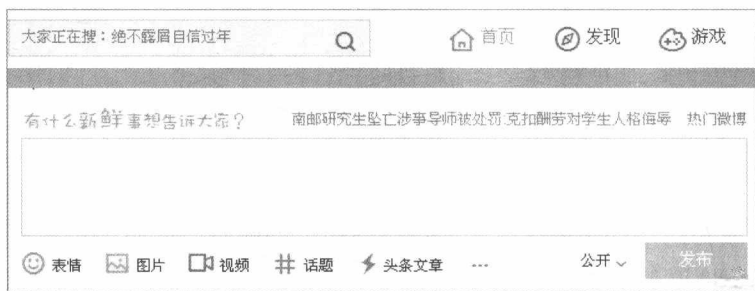 大家正在搜：绝不露眉自信过年
首页 发现 游戏
有什么新鲜事想告诉大家？ 南邮研究生坠亡涉事导师被处罚 克扣酬劳对学生人格侮辱 热门微博
表情 图片 视频 话题 头条文章 ... 公开 发布